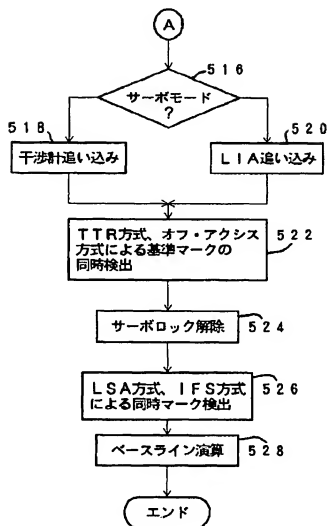 A
516
サーボモード
?
518
干渉計追い込み
520
LIA追い込み
TTR方式、オフ・アクシス
方式による基準マークの
同時検出
522
サーボロック解除
524
LSA方式、IFS方式
による同時マーク検出
526
ベースライン演算
528
エンド